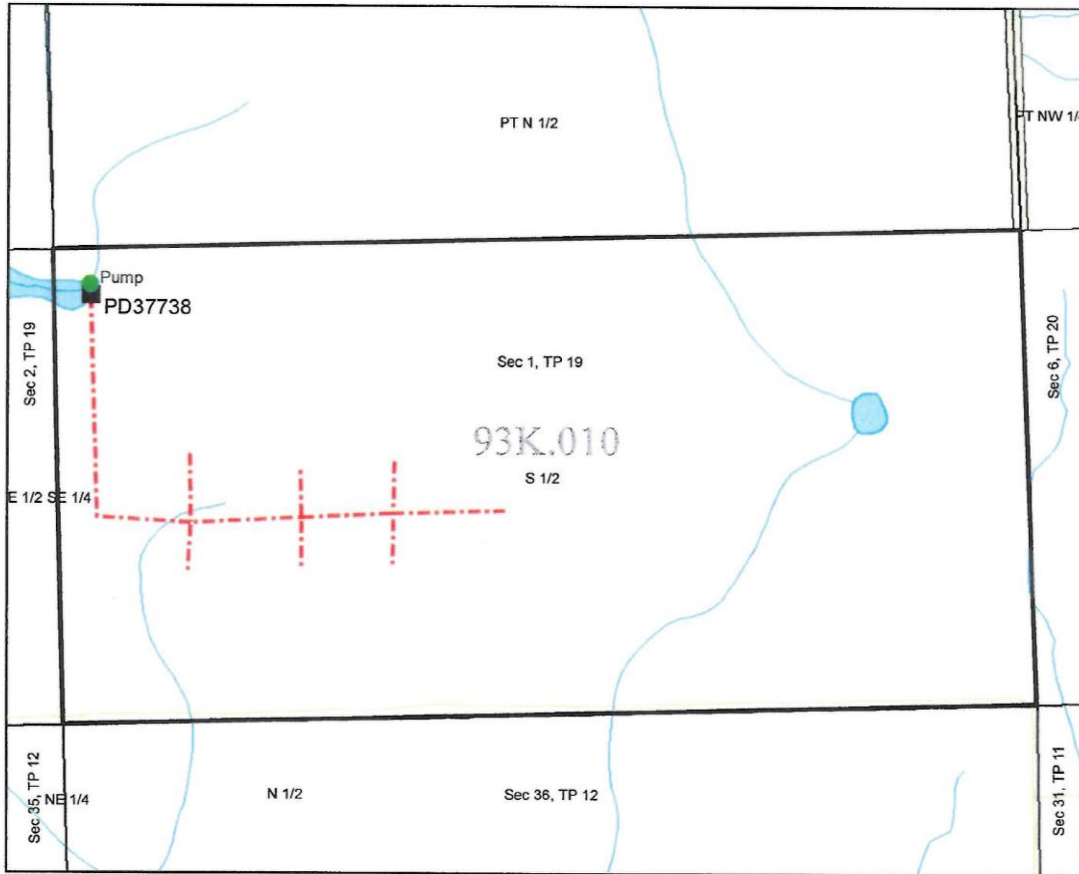 PT N 1/2
PT NW 1/
Pump
PD37738
Sec 2, TP 19
Sec 1, TP 19
Sec 6, TP 20
93K.010
S 1/2
E 1/2 SE 1/4
Sec 35, TP 12
NE 1/4
N 1/2
Sec 36, TP 12
Sec 31, TP 11